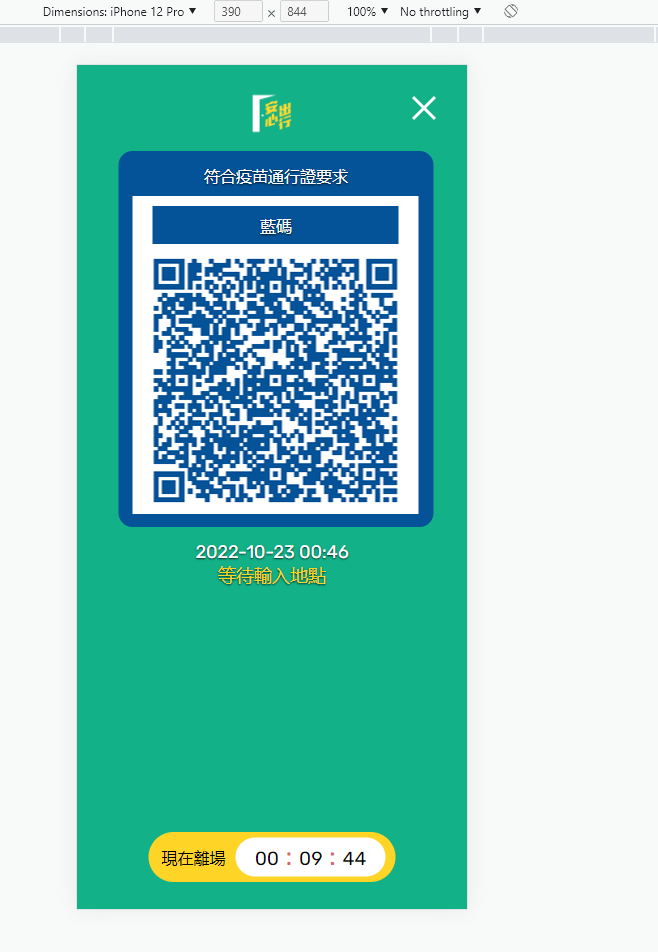 Dimensions: iPhone 12 Pro ▼ 390 × 844 100% ▼ No throttling ▼
安心出行
符合疫苗通行證要求
藍碼
2022-10-23 00:46
等待輸入地點
現在離場 00 : 09 : 44